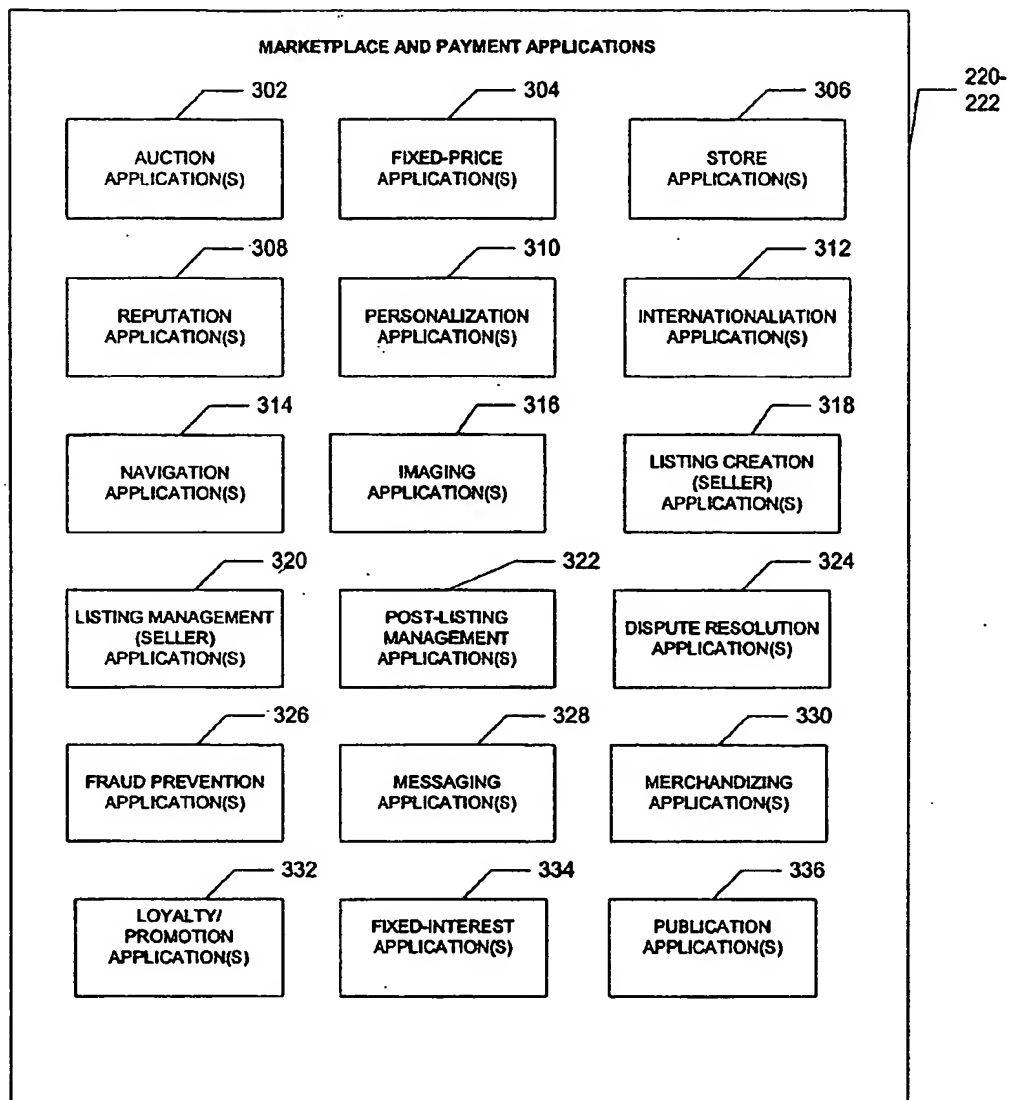 MARKETPLACE AND PAYMENT APPLICATIONS
220-
222
302
304
306
AUCTION
APPLICATION(S)
FIXED-PRICE
APPLICATION(S)
STORE
APPLICATION(S)
308
310
312
REPUTATION
APPLICATION(S)
PERSONALIZATION
APPLICATION(S)
INTERNATIONALIATION
APPLICATION(S)
314
316
318
NAVIGATION
APPLICATION(S)
IMAGING
APPLICATION(S)
LISTING CREATION
(SELLER)
APPLICATION(S)
320
322
324
LISTING MANAGEMENT
(SELLER)
APPLICATION(S)
POST-LISTING
MANAGEMENT
APPLICATION(S)
DISPUTE RESOLUTION
APPLICATION(S)
326
328
330
FRAUD PREVENTION
APPLICATION(S)
MESSAGING
APPLICATION(S)
MERCHANDIZING
APPLICATION(S)
332
334
336
LOYALTY/
PROMOTION
APPLICATION(S)
FIXED-INTEREST
APPLICATION(S)
PUBLICATION
APPLICATION(S)